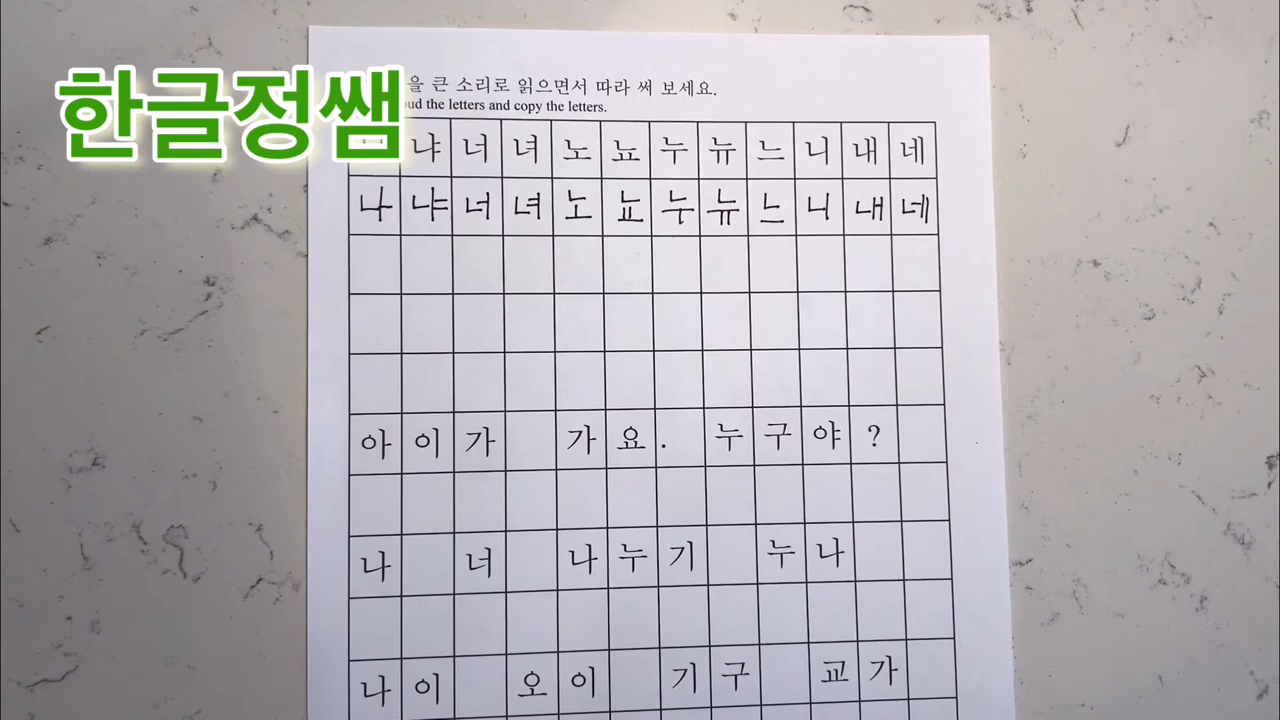 한글정쌤
을 큰 소리로 읽으면서 따라 써 보세요.
the letters and copy the letters.
냐 너 녀 노 뇨 누 뉴 느 니 내 네
나 냐 너 녀 노 뇨 누 뉴 느 니 내 네
아 이 가 가 요 . 누 구 야 ?
나 너 나 누 기 누 나
나 이 오 이 기 구 교 가